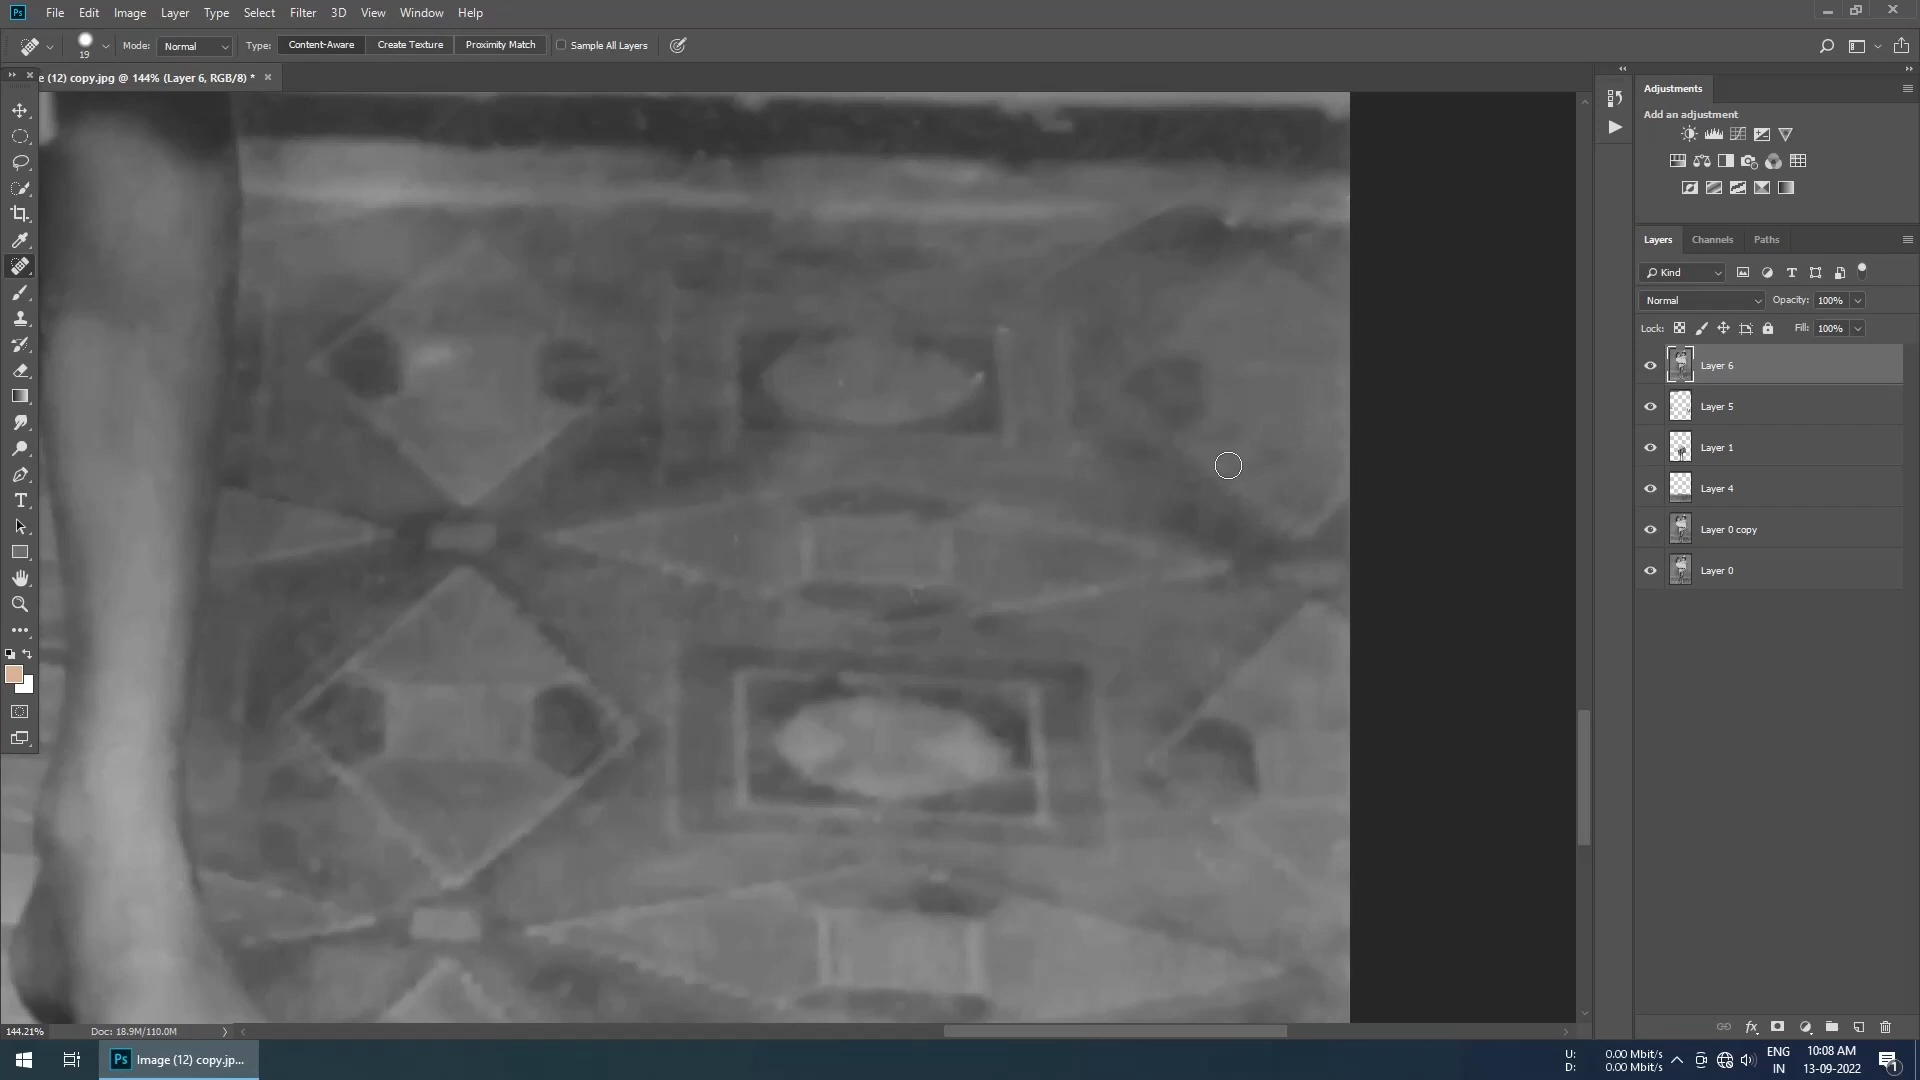 Ps File Edit Image Layer Type Select Filter 3D View Window Help
19 Mode: Normal Type: Content-Aware Create Texture Proximity Match Sample All Layers
e (12) copy.jpg @ 144% (Layer 6, RGB/8) *
Adjustments
Add an adjustment
Layers Channels Paths
Kind
Normal Opacity: 100%
Lock: Fill: 100%
Layer 6
Layer 5
Layer 1
Layer 4
Layer 0 copy
Layer 0
144.21% Doc: 18.9M/110.0M
Ps Image (12) copy.jp...
U: 0.00 Mbit/s
D: 0.00 Mbit/s
ENG
IN
10:08 AM
13-09-2022
1